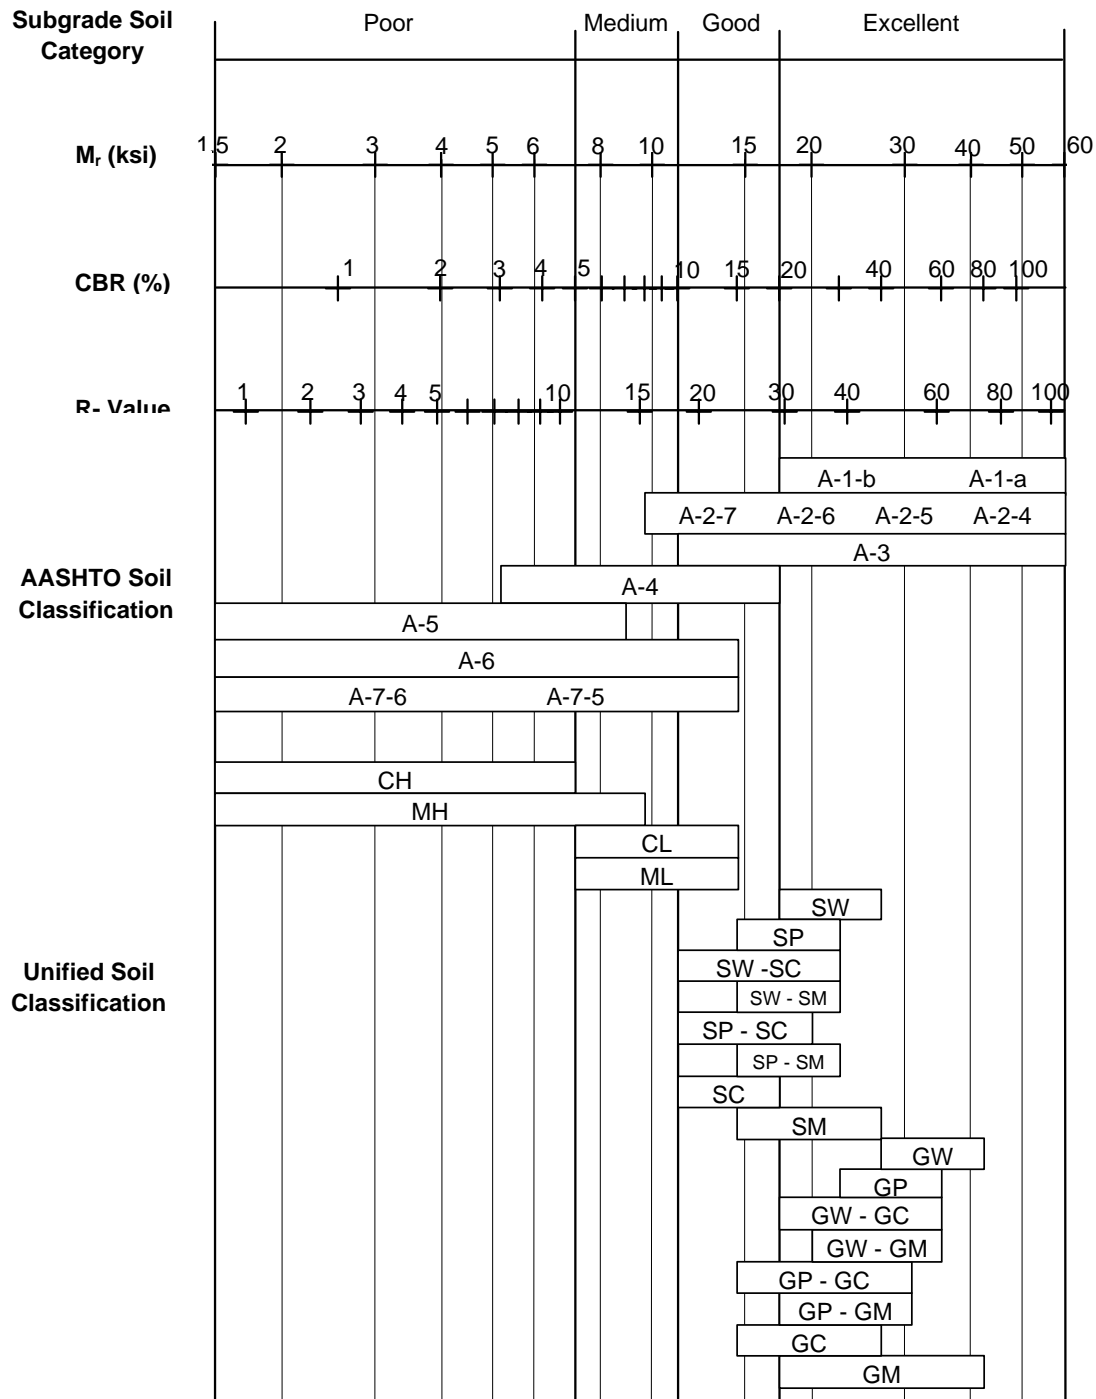 Subgrade Soil
Category
Poor Medium Good Excellent
Mr (ksi)
1.5 2 3 4 5 6 8 10 15 20 30 40 50 60
CBR (%)
1 2 3 4 5 10 15 20 40 60 80 100
R- Value
1 2 3 4 5 10 15 20 30 40 60 80 100
AASHTO Soil
Classification
A-1-b A-1-a
A-2-7 A-2-6 A-2-5 A-2-4
A-3
A-4
A-5
A-6
A-7-6 A-7-5
Unified Soil
Classification
CH
MH
CL
ML
SW
SP
SW -SC
SW - SM
SP - SC
SP - SM
SC
SM
GW
GP
GW - GC
GW - GM
GP - GC
GP - GM
GC
GM